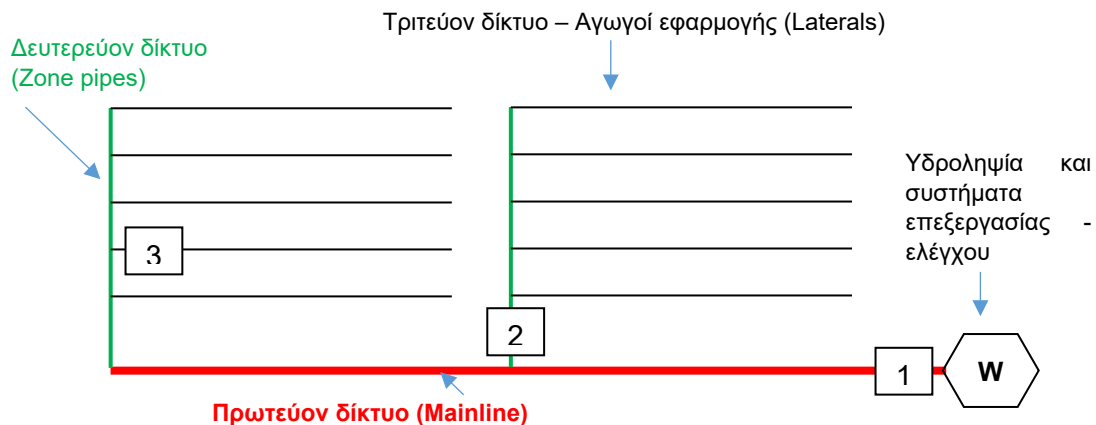 Τριτεύον δίκτυο – Αγωγοί εφαρμογής (Laterals)
Δευτερεύον δίκτυο
(Zone pipes)
Υδροληψία και
συστήματα
επεξεργασίας -
ελέγχου
3
2
1
W
Πρωτεύον δίκτυο (Mainline)